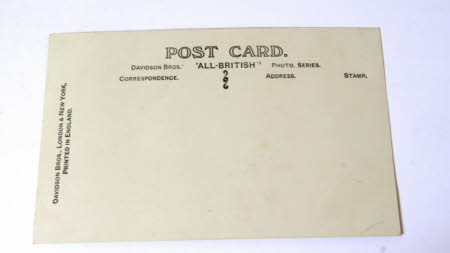 POST CARD.
DAVIDSON BROS.' 'ALL-BRITISH' PHOTO. SERIES.
CORRESPONDENCE. ADDRESS. STAMP,
DAVIDSON BROS., LONDON & NEW YORK,
PRINTED IN ENGLAND.